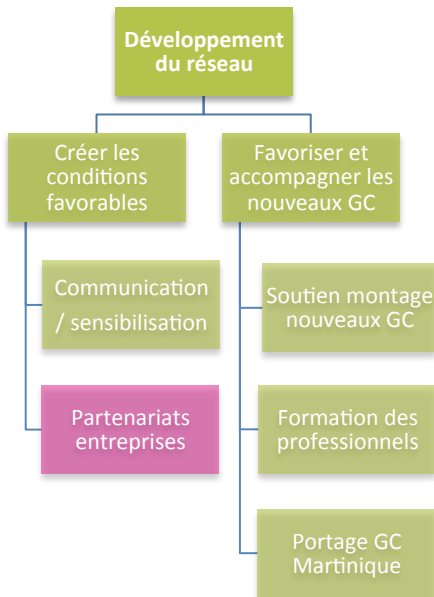 Développement
du réseau
Créer les
conditions
favorables
Favoriser et
accompagner les
nouveaux GC
Communication
/ sensibilisation
Partenariats
entreprises
Soutien montage
nouveaux GC
Formation des
professionnels
Portage GC
Martinique